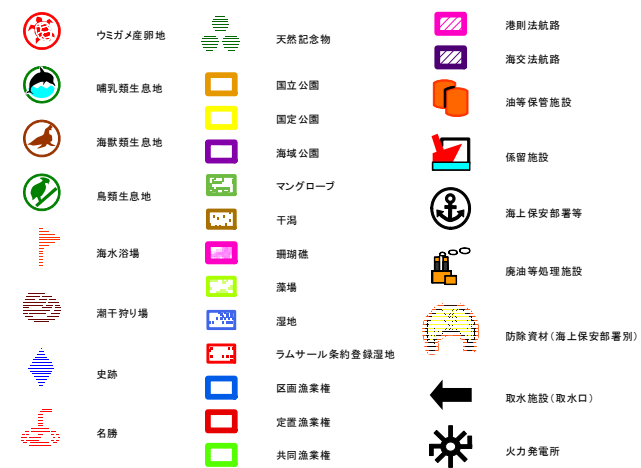 ウミガメ産卵地
哺乳類生息地
海獣類生息地
鳥類生息地
海水浴場
潮干狩り場
史跡
名勝
天然記念物
国立公園
国定公園
海域公園
マングローブ
干潟
珊瑚礁
藻場
湿地
ラムサール条約登録湿地
区画漁業権
定置漁業権
共同漁業権
港則法航路
海交法航路
油等保管施設
係留施設
海上保安部署等
廃油等処理施設
防除資材(海上保安部署別)
取水施設(取水口)
火力発電所